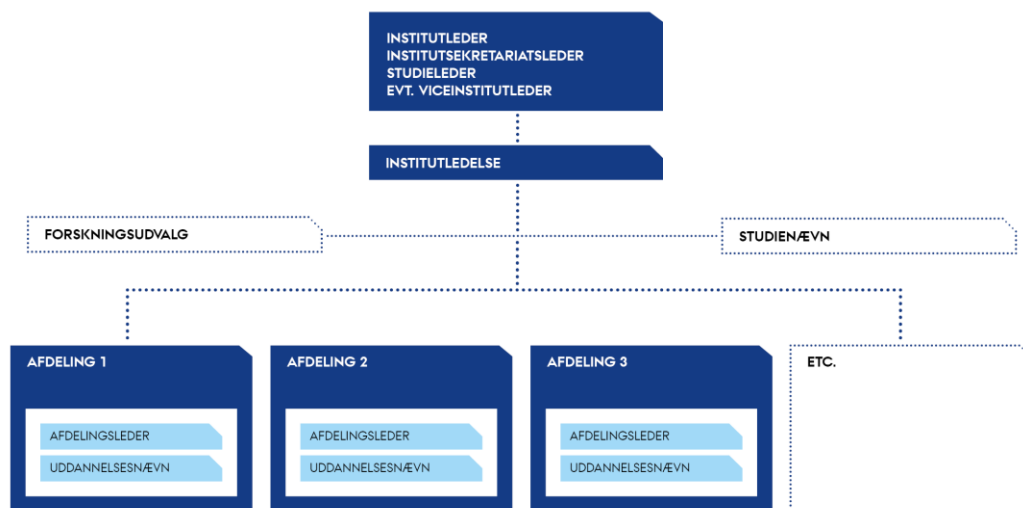 INSTITUTLEDER
INSTITUTSEKRETARIATSLEDER
STUDIELEDER
EVT. VICEINSTITUTLEDER
INSTITUTLEDELSE
FORSKNINGSUDVALG
STUDIENÆVN
AFDELING 1
AFDELINGSLEDER
UDDANNELSESNÆVN
AFDELING 2
AFDELINGSLEDER
UDDANNELSESNÆVN
AFDELING 3
AFDELINGSLEDER
UDDANNELSESNÆVN
ETC.